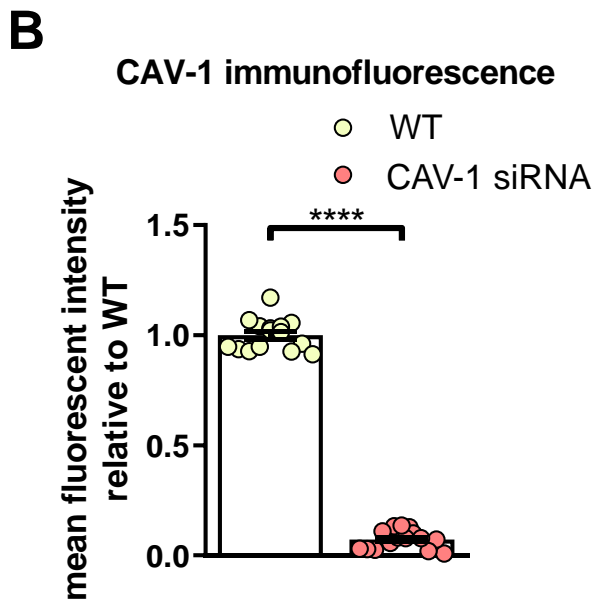 B
CAV-1 immunofluorescence
WT
CAV-1 siRNA
mean fluorescent intensity
relative to WT
1.5
1.0
0.5
0.0
****